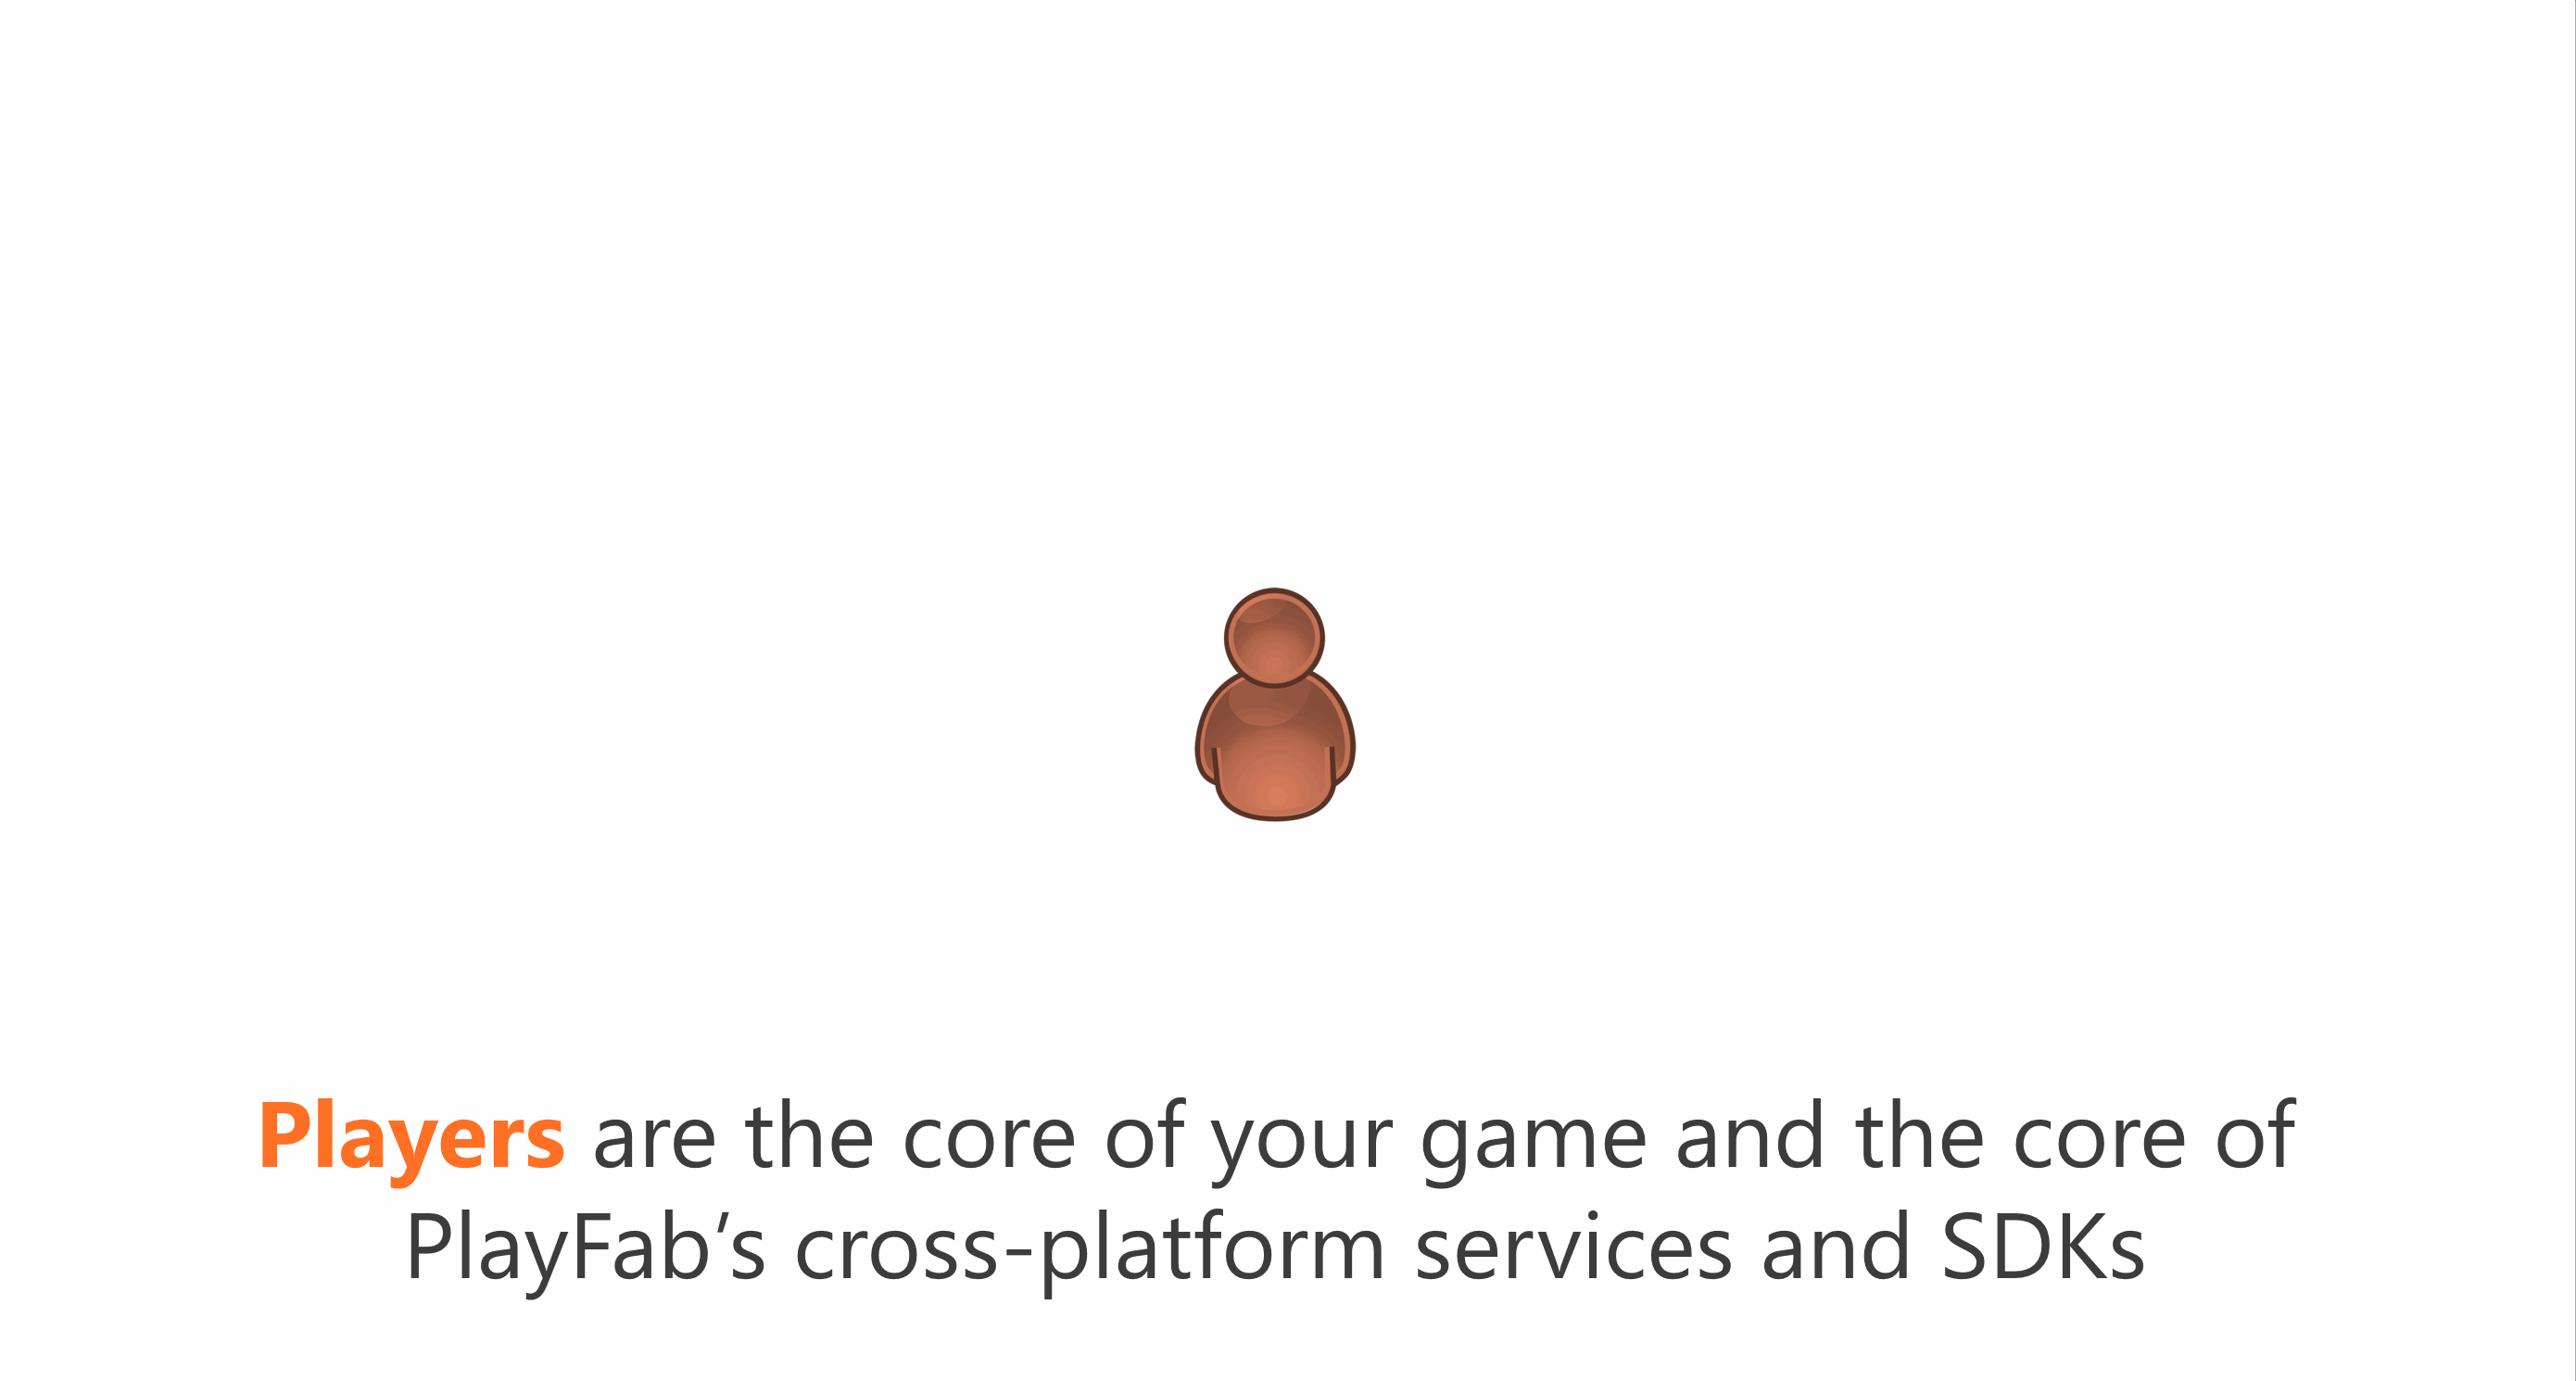 Players are the core of your game and the core of
PlayFab’s cross-platform services and SDKs